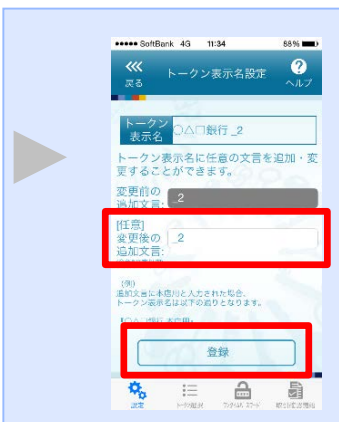 ●●●●● SoftBank 4G 11:34 88%
戻る
トークン表示名設定
?
ヘルプ
トークン
表示名
○△□銀行_2
トークン表示名に任意の文言を追加・変
更することができます。
変更前の
追加文言:
_2
[任意]
変更後の
追加文言:
_2
(例)
追加文言に本店用と入力された場合、
トークン表示名は以下の通りとなります。
登録
設定